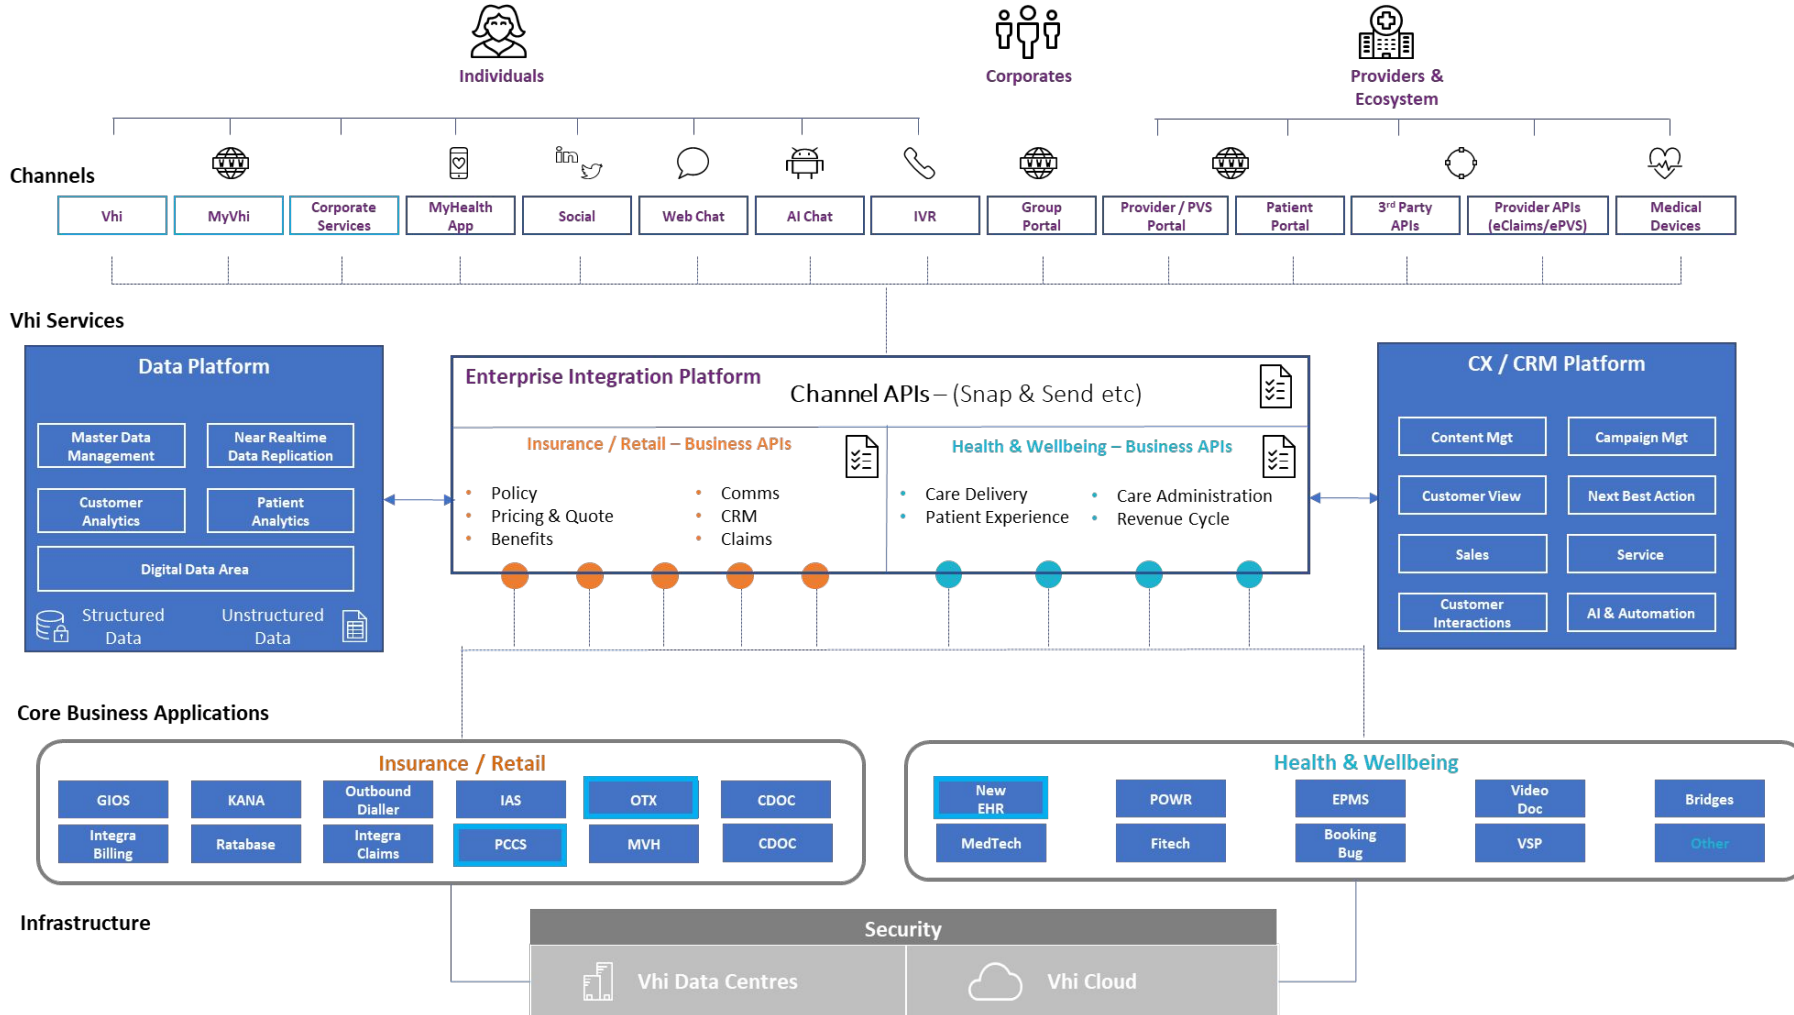 Individuals
Corporates
Providers &
Ecosystem
Channels
WWW
in
WWW
WWW
Vhi
MyVhi
Corporate
Services
MyHealth
App
Social
Web Chat
AI Chat
IVR
Group
Portal
Provider / PVS
Portal
Patient
Portal
3rd Party
APIs
Provider APIs
(eClaims/ePVS)
Medical
Devices
Vhi Services
Data Platform
Master Data
Management
Near Realtime
Data Replication
Customer
Analytics
Patient
Analytics
Digital Data Area
Structured
Data
Unstructured
Data
Enterprise Integration Platform
Channel APIs – (Snap & Send etc)
Insurance / Retail – Business APIs
• Policy
• Pricing & Quote
• Benefits
• Comms
• CRM
• Claims
Health & Wellbeing – Business APIs
• Care Delivery
• Patient Experience
• Care Administration
• Revenue Cycle
CX / CRM Platform
Content Mgt
Campaign Mgt
Customer View
Next Best Action
Sales
Service
Customer
Interactions
AI & Automation
Core Business Applications
Insurance / Retail
GIOS
KANA
Outbound
Dialler
IAS
OTX
CDOC
Integra
Billing
Ratabase
Integra
Claims
PCCS
MVH
CDOC
Health & Wellbeing
New
EHR
POWR
EPMS
Video
Doc
Bridges
MedTech
Fitech
Booking
Bug
VSP
Other
Infrastructure
Security
Vhi Data Centres
Vhi Cloud